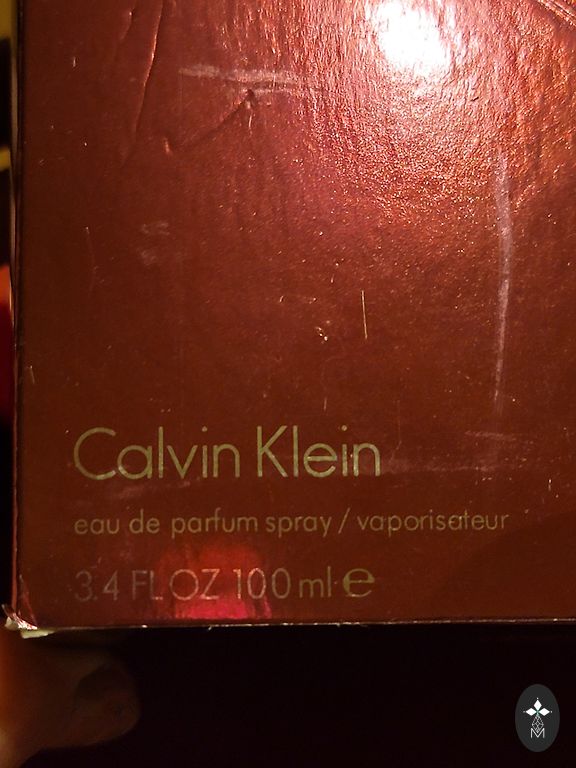 Calvin Klein
eau de parfum spray / vaporisateur
3.4 FL OZ 100 ml ℮
M